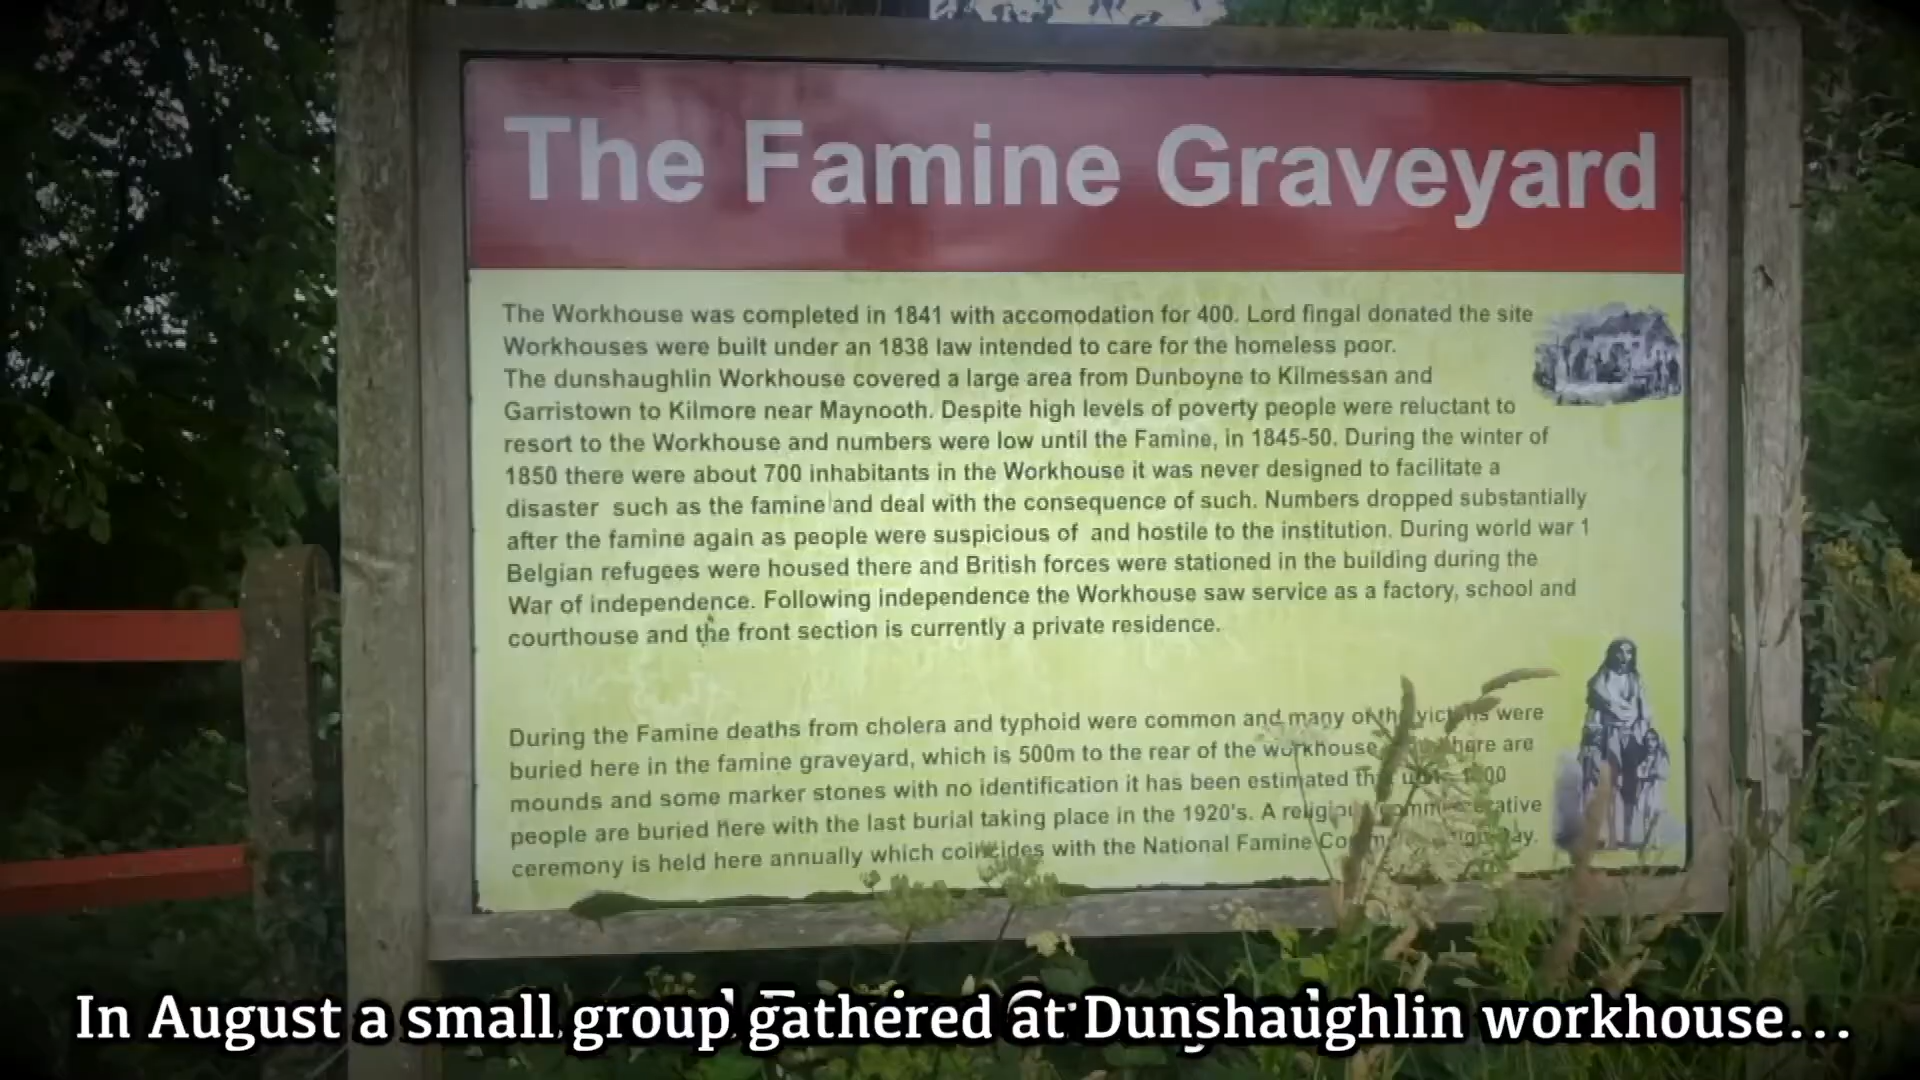 The Famine Graveyard
The Workhouse was completed in 1841 with accomodation for 400. Lord fingal donated the site
Workhouses were built under an 1838 law intended to care for the homeless poor.
The dunshaughlin Workhouse covered a large area from Dunboyne to Kilmessan and
Garristown to Kilmore near Maynooth. Despite high levels of poverty people were reluctant to
resort to the Workhouse and numbers were low until the Famine, in 1845-50. During the winter of
1850 there were about 700 inhabitants in the Workhouse it was never designed to facilitate a
disaster such as the famine and deal with the consequence of such. Numbers dropped substantially
after the famine again as people were suspicious of and hostile to the institution. During world war 1
Belgian refugees were housed there and British forces were stationed in the building during the
War of independence. Following independence the Workhouse saw service as a factory, school and
courthouse and the front section is currently a private residence.
During the Famine deaths from cholera and typhoid were common and many of the victims were
buried here in the famine graveyard, which is 500m to the rear of the workhouse there are
mounds and some marker stones with no identification it has been estimated
people are buried here with the last burial taking place in the 1920's. A religious commemorative
ceremony is held here annually which coincides with the National Famine Day.
In August a small group gathered at Dunshaughlin workhouse...